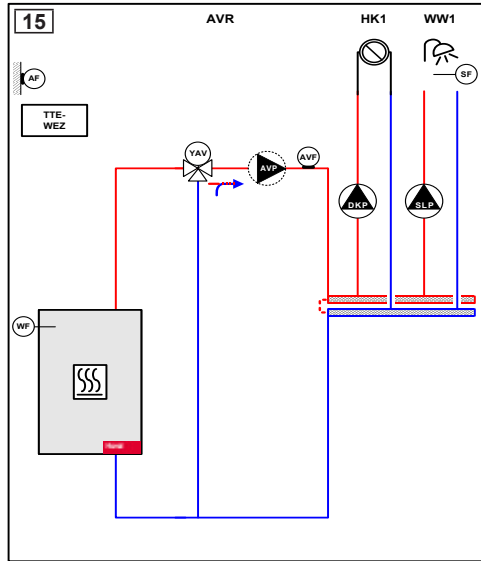 15
AVR
HK1
WW1
AF
SF
TTE-
WEZ
YAV
AVP
AVF
DKP
SLP
WF